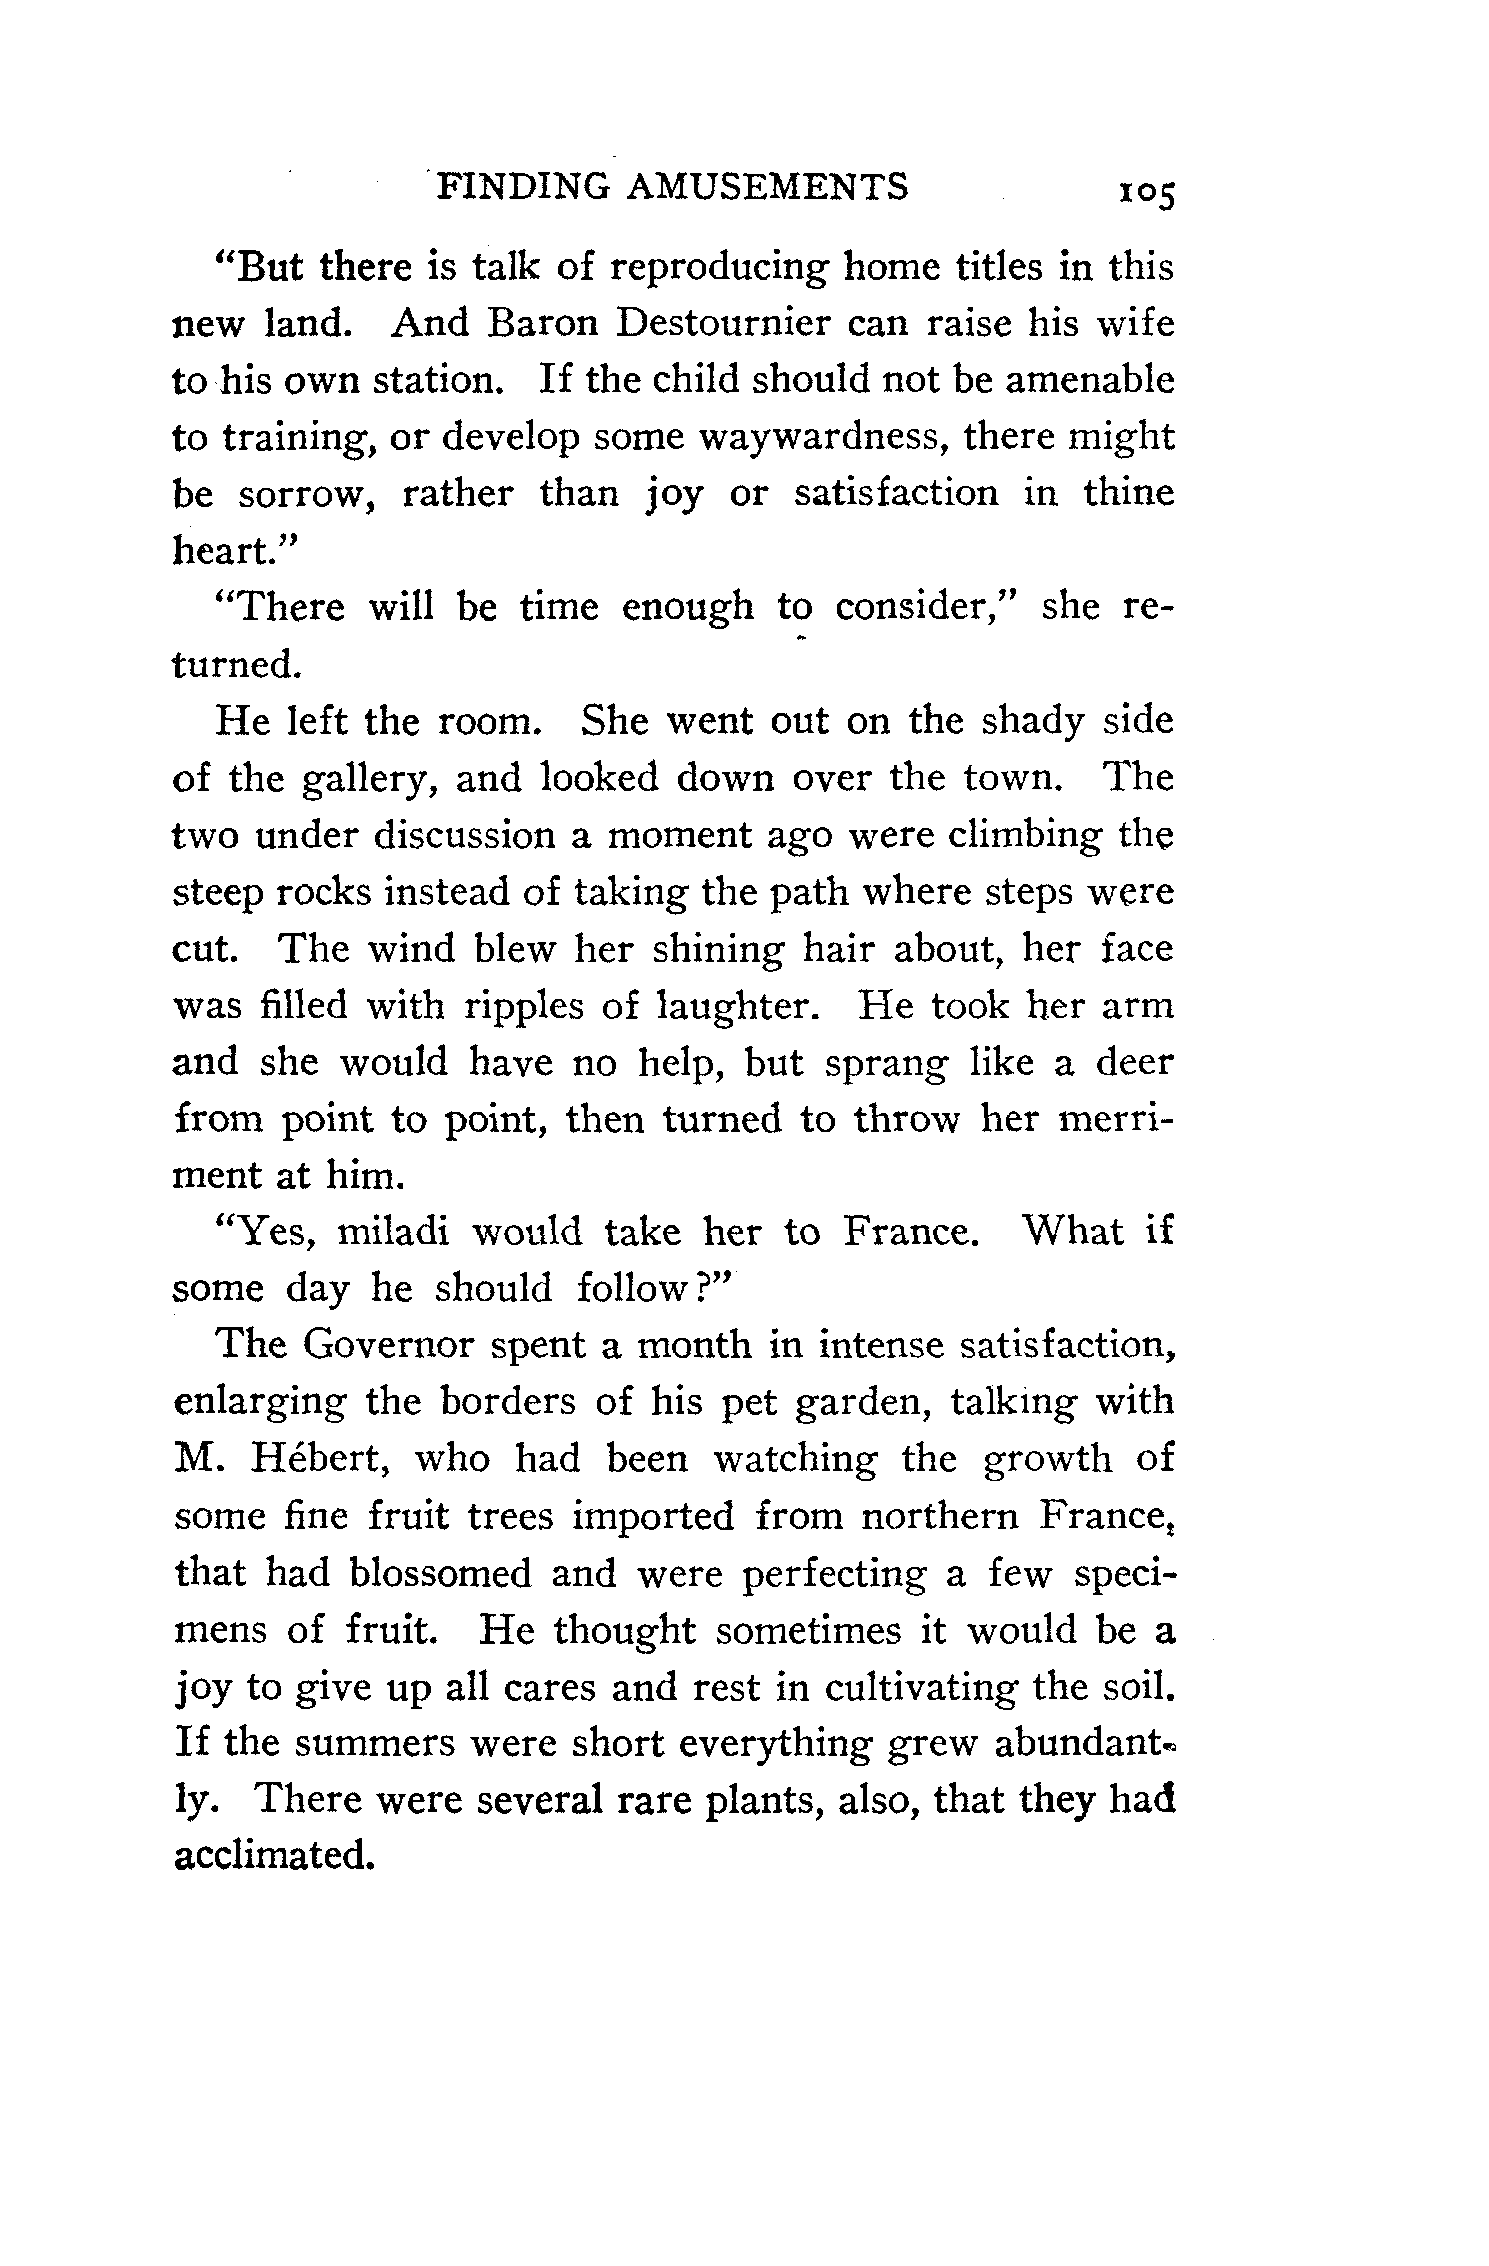 FINDING AMUSEMENTS 105
"But there is talk of reproducing home titles in this
new land. And Baron Destournier can raise his wife
to his own station. If the child should not be amenable
to training, or develop some waywardness, there might
be sorrow, rather than joy or satisfaction in thine
heart."
"There will be time enough to consider," she re-
turned.
He left the room. She went out on the shady side
of the gallery, and looked down over the town. The
two under discussion a moment ago were climbing the
steep rocks instead of taking the path where steps were
cut. The wind blew her shining hair about, her face
was filled with ripples of laughter. He took her arm
and she would have no help, but sprang like a deer
from point to point, then turned to throw her merri-
ment at him.
"Yes, miladi would take her to France. What if
some day he should follow?"
The Governor spent a month in intense satisfaction,
enlarging the borders of his pet garden, talking with
M. Hébert, who had been watching the growth of
some fine fruit trees imported from northern France,
that had blossomed and were perfecting a few speci-
mens of fruit. He thought sometimes it would be a
joy to give up all cares and rest in cultivating the soil.
If the summers were short everything grew abundant-
ly. There were several rare plants, also, that they had
acclimated.